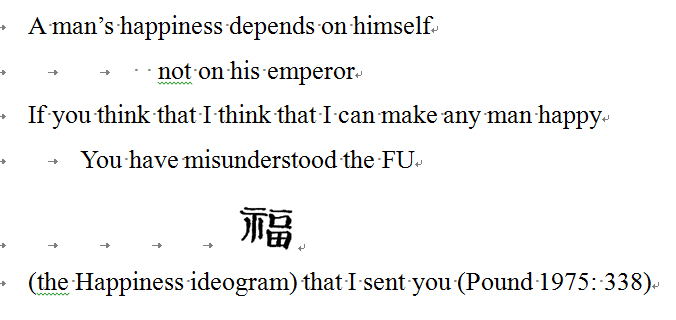 A man’s happiness depends on himself
not on his emperor
If you think that I think that I can make any man happy
You have misunderstood the FU
福
(the Happiness ideogram) that I sent you (Pound 1975: 338)